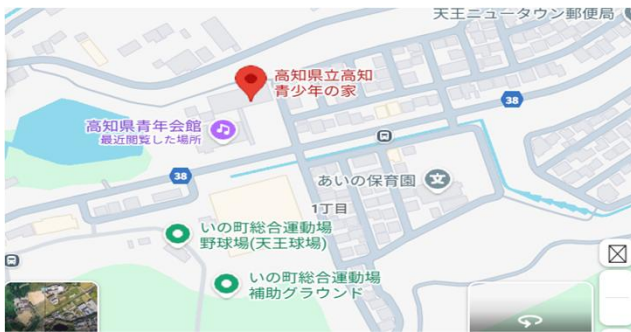 天王ニュータウン郵便局
高知県立高知
青少年の家
38
高知県青年会館
最近閲覧した場所
38
あいの保育園
1丁目
いの町総合運動場
野球場(天王球場)
いの町総合運動場
補助グラウンド